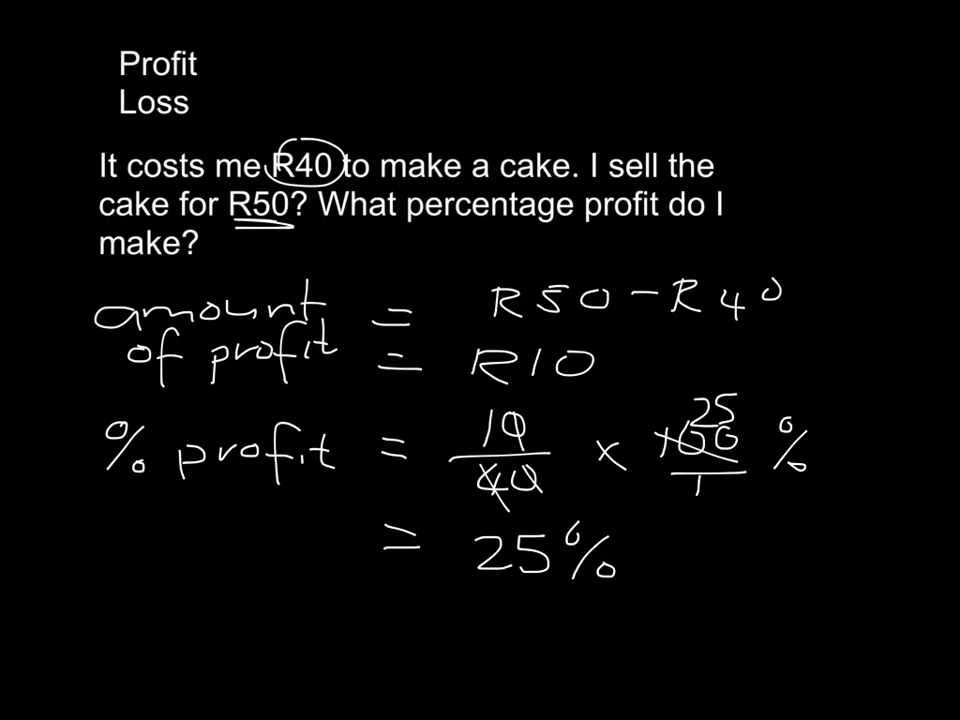 Profit
Loss
It costs me R40 to make a cake. I sell the
cake for R50? What percentage profit do I
make?
amount = R50 - R40
of profit = R10
% profit = 10/40 x 25 100/1 %
= 25%